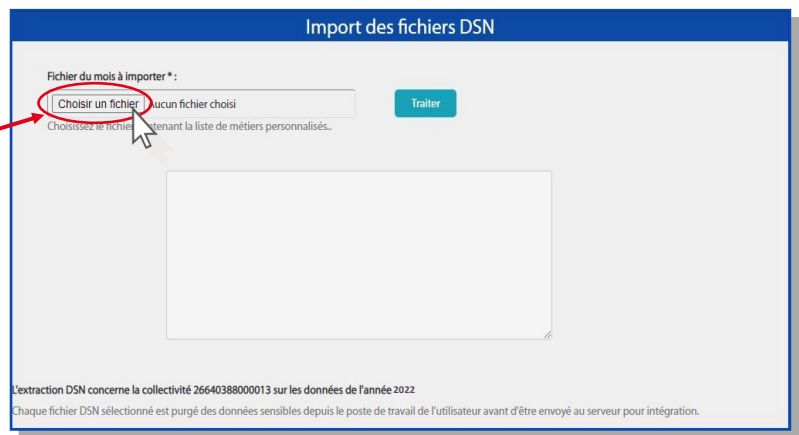 Import des fichiers DSN
Fichier du mois à importer * :
Choisir un fichier Aucun fichier choisi
Traiter
Choisissez le fichier contenant la liste de métiers personnalisés..
L'extraction DSN concerne la collectivité 26640388000013 sur les données de l'année 2022
Chaque fichier DSN sélectionné est purgé des données sensibles depuis le poste de travail de l'utilisateur avant d'être envoyé au serveur pour intégration.